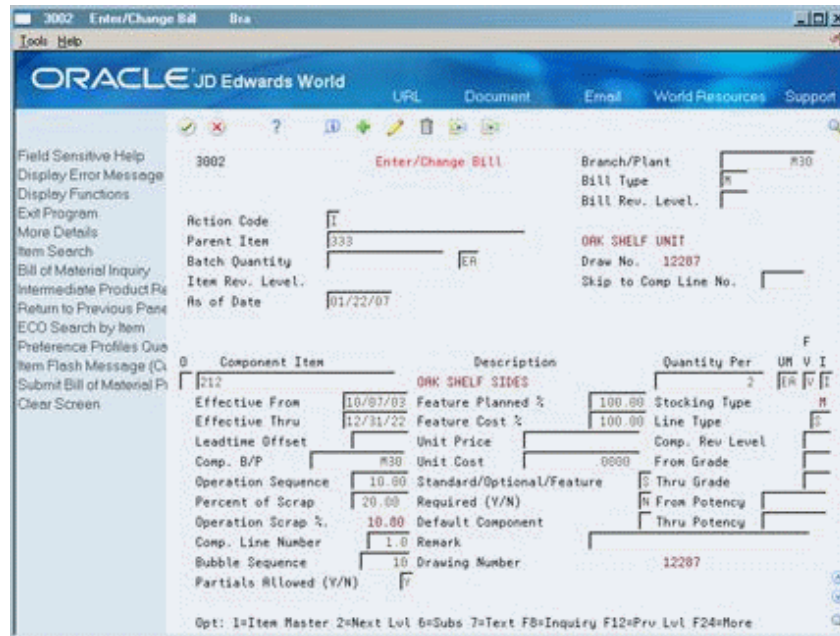 3002 Enter/Change Bill Bra
Tools Help
ORACLE JD Edwards World
URL Document Email World Resources Support
Field Sensitive Help
Display Error Message
Display Functions
Exit Program
More Details
Item Search
Bill of Material Inquiry
Intermediate Product Re
Return to Previous Pane
ECO Search by Item
Preference Profiles Qua
Item Flash Message (Cu
Submit Bill of Material Pr
Clear Screen
3002 Enter/Change Bill Branch/Plant M30
Bill Type M
Bill Rev. Level.
Action Code I
Parent Item 333 OAK SHELF UNIT
Batch Quantity EA Draw No. 12287
Item Rev. Level. Skip to Comp Line No.
As of Date 01/22/07
F
O Component Item Description Quantity Per UM V I
212 OAK SHELF SIDES 2 EA V I
Effective From 10/07/03 Feature Planned % 100.00 Stocking Type M
Effective Thru 12/31/22 Feature Cost % 100.00 Line Type S
Leadtime Offset Unit Price Comp. Rev Level
Comp. B/P M30 Unit Cost .0000 From Grade
Operation Sequence 10.00 Standard/Optional/Feature S Thru Grade
Percent of Scrap 20.00 Required (Y/N) N From Potency
Operation Scrap %. 10.00 Default Component Thru Potency
Comp. Line Number 1.0 Remark
Bubble Sequence 10 Drawing Number 12287
Partials Allowed (Y/N) Y
Opt: 1=Item Master 2=Next Lvl 6=Subs 7=Text F8=Inquiry F12=Prv Lvl F24=More